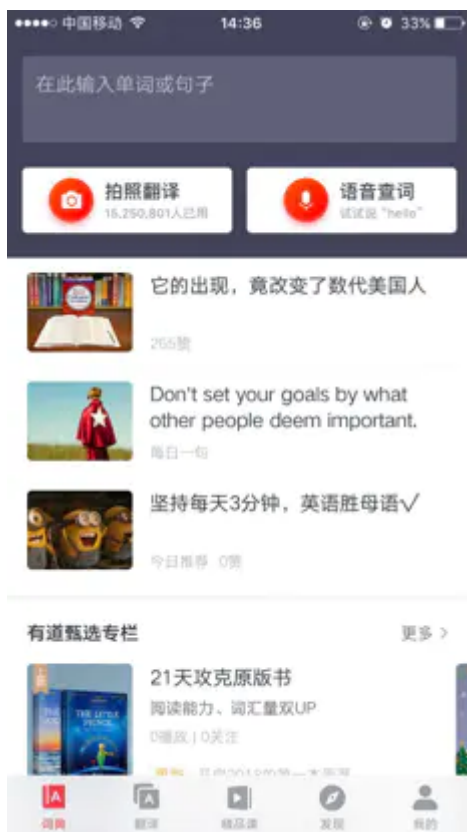 中国移动 14:36 33%
在此输入单词或句子
拍照翻译
15,250,801人已用
语音查词
试试说 "hello"
它的出现，竟改变了数代美国人
265赞
Don't set your goals by what
other people deem important.
每日一句
坚持每天3分钟，英语胜母语✓
今日推荐 0赞
有道甄选专栏
更多
21天攻克原版书
阅读能力、词汇量双UP
0播放 | 0关注
THE LITTLE
PRINCE
词典
翻译
精品课
发现
我的